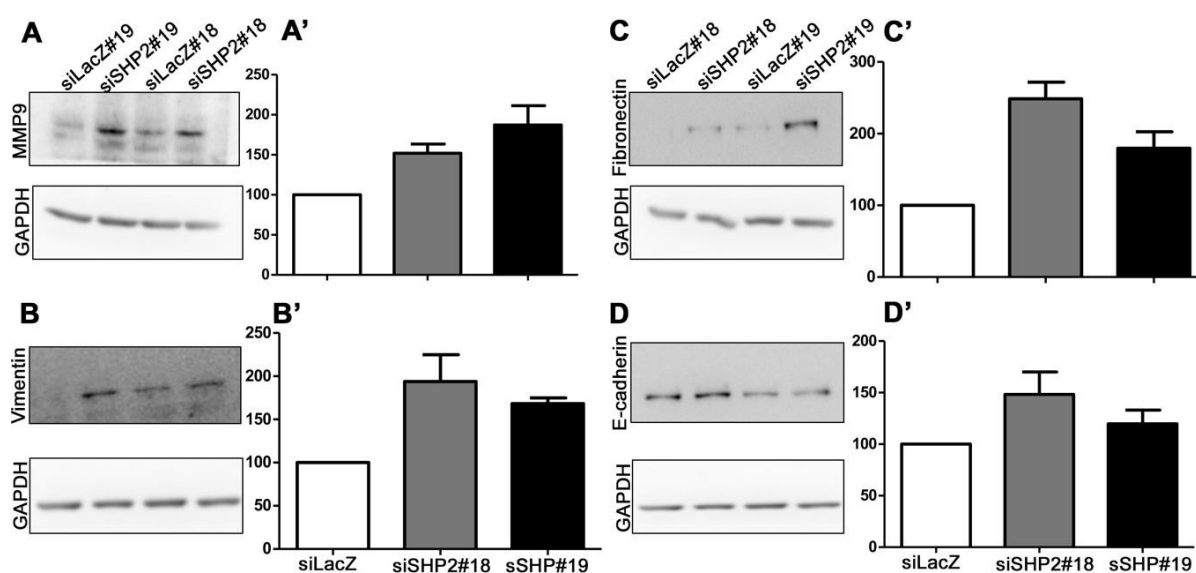 A
siLacZ#19 siSHP2#19 siLacZ#18 siSHP2#18
MMP9
GAPDH
A’
250
200
150
100
50
0
C
siLacZ#18 siSHP2#18 siLacZ#19 siSHP2#19
Fibronectin
GAPDH
C’
300
200
100
0
B
Vimentin
GAPDH
B’
250
200
150
100
50
0
siLacZ siSHP2#18 sSHP#19
D
E-cadherin
GAPDH
D’
200
150
100
50
0
siLacZ siSHP2#18 sSHP#19